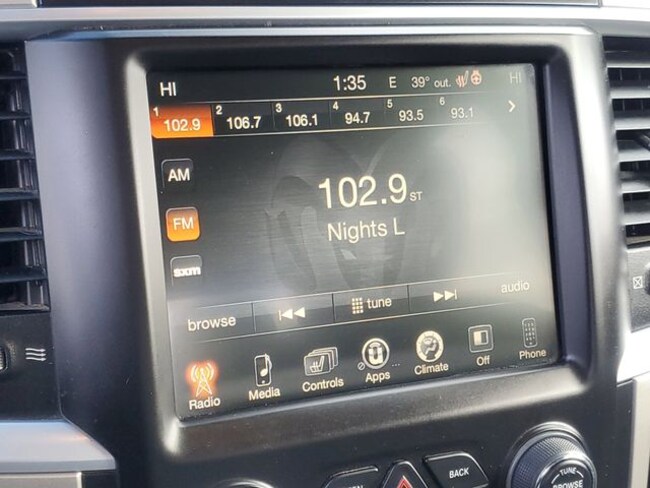 HI 1:35 E 39° out. HI
1 102.9 2 106.7 3 106.1 4 94.7 5 93.5 6 93.1
AM
102.9 ST
FM
Nights L
sxm
browse tune audio
Radio Media Controls Apps Climate Off Phone
BACK
TUNE
BROWSE